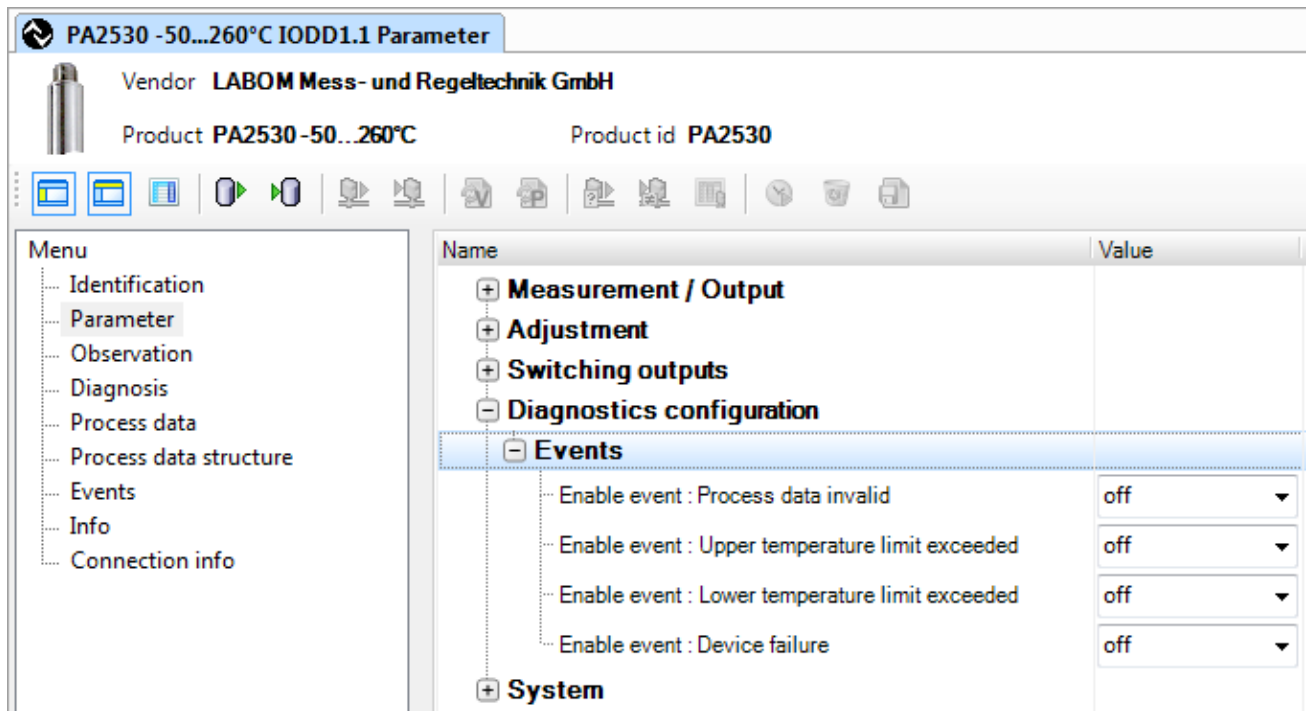 PA2530 -50...260°C IODD1.1 Parameter
Vendor LABOM Mess- und Regeltechnik GmbH
Product PA2530 -50...260°C Product id PA2530
V P ?
Menu
Identification
Parameter
Observation
Diagnosis
Process data
Process data structure
Events
Info
Connection info
Name Value
Measurement / Output
Adjustment
Switching outputs
Diagnostics configuration
Events
Enable event : Process data invalid off
Enable event : Upper temperature limit exceeded off
Enable event : Lower temperature limit exceeded off
Enable event : Device failure off
System